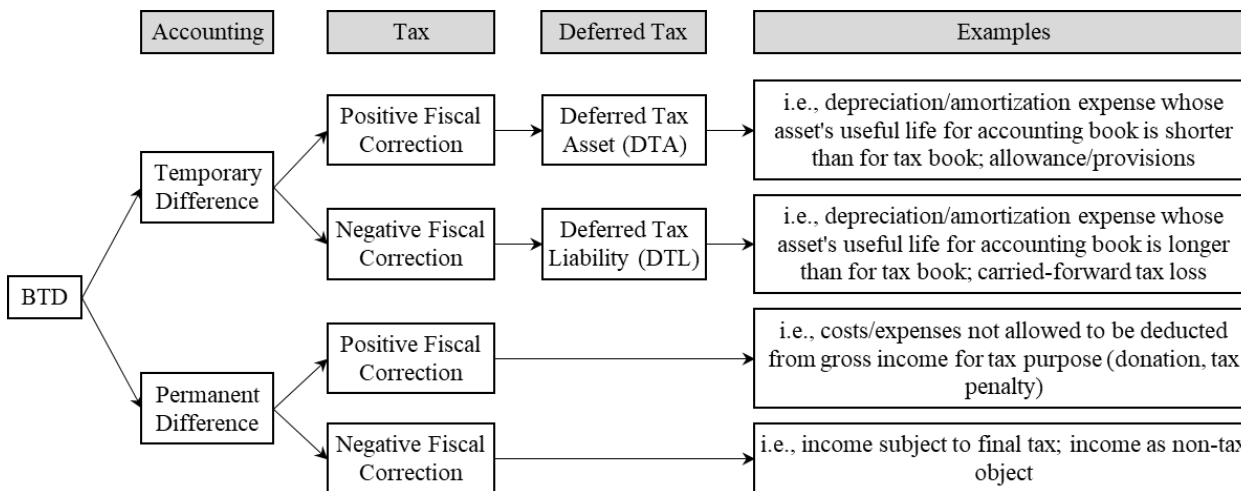 Accounting
Tax
Deferred Tax
Examples
BTD
Temporary
Difference
Positive Fiscal
Correction
Deferred Tax
Asset (DTA)
i.e., depreciation/amortization expense whose
asset's useful life for accounting book is shorter
than for tax book; allowance/provisions
Negative Fiscal
Correction
Deferred Tax
Liability (DTL)
i.e., depreciation/amortization expense whose
asset's useful life for accounting book is longer
than for tax book; carried-forward tax loss
Permanent
Difference
Positive Fiscal
Correction
i.e., costs/expenses not allowed to be deducted
from gross income for tax purpose (donation, tax
penalty)
Negative Fiscal
Correction
i.e., income subject to final tax; income as non-tax
object